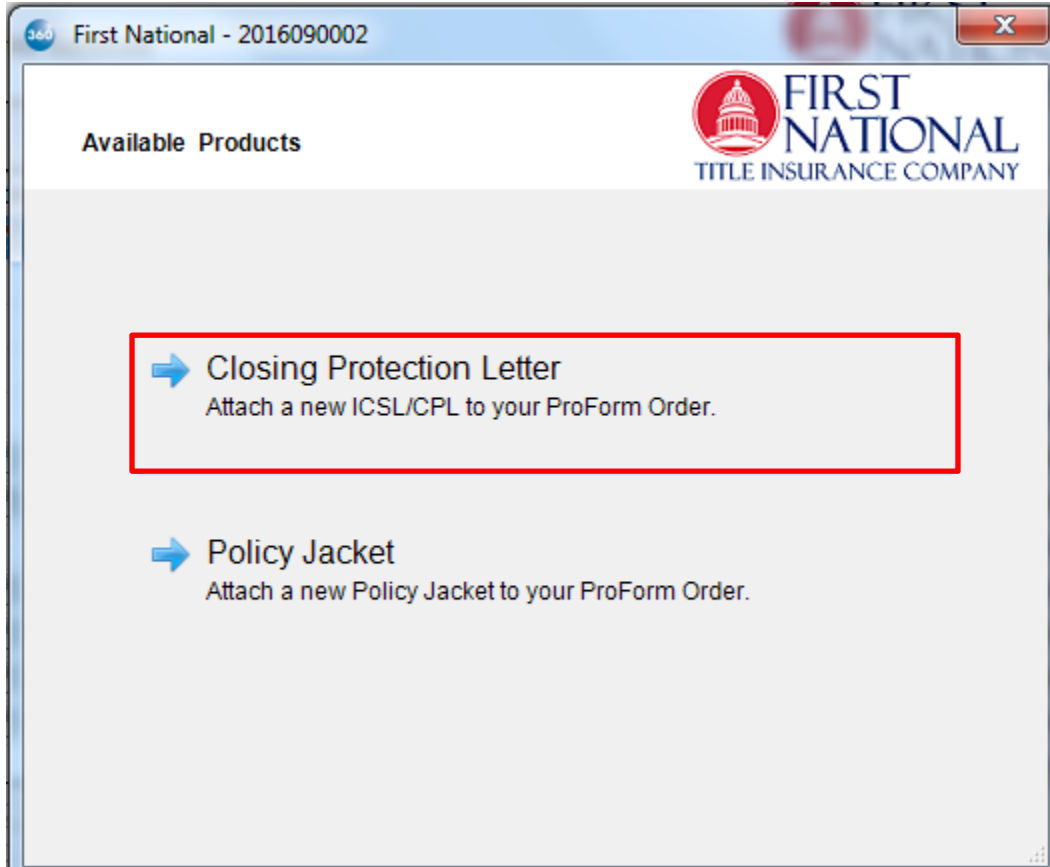 360 First National - 2016090002
Available Products
FIRST
NATIONAL
TITLE INSURANCE COMPANY
Closing Protection Letter
Attach a new ICSL/CPL to your ProForm Order.
Policy Jacket
Attach a new Policy Jacket to your ProForm Order.